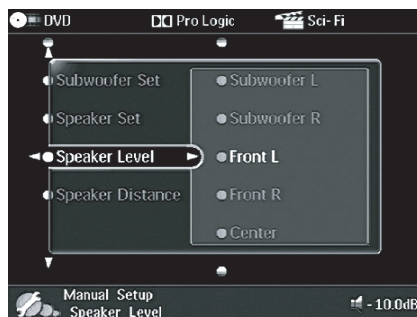 DVD Pro Logic Sci-Fi
Subwoofer Set
Speaker Set
Speaker Level
Speaker Distance
Subwoofer L
Subwoofer R
Front L
Front R
Center
Manual Setup
Speaker Level
-10.0dB